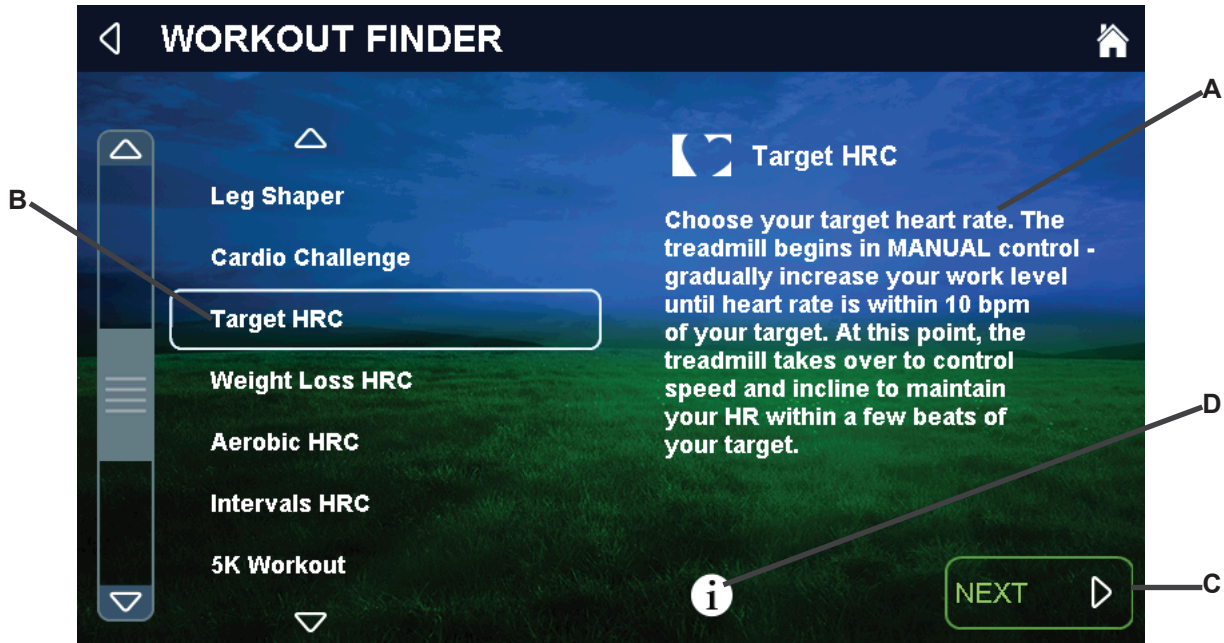 WORKOUT FINDER
A
B
Leg Shaper
Cardio Challenge
Target HRC
Weight Loss HRC
Aerobic HRC
Intervals HRC
5K Workout
Target HRC
Choose your target heart rate. The
treadmill begins in MANUAL control -
gradually increase your work level
until heart rate is within 10 bpm
of your target. At this point, the
treadmill takes over to control
speed and incline to maintain
your HR within a few beats of
your target.
D
i
NEXT
C